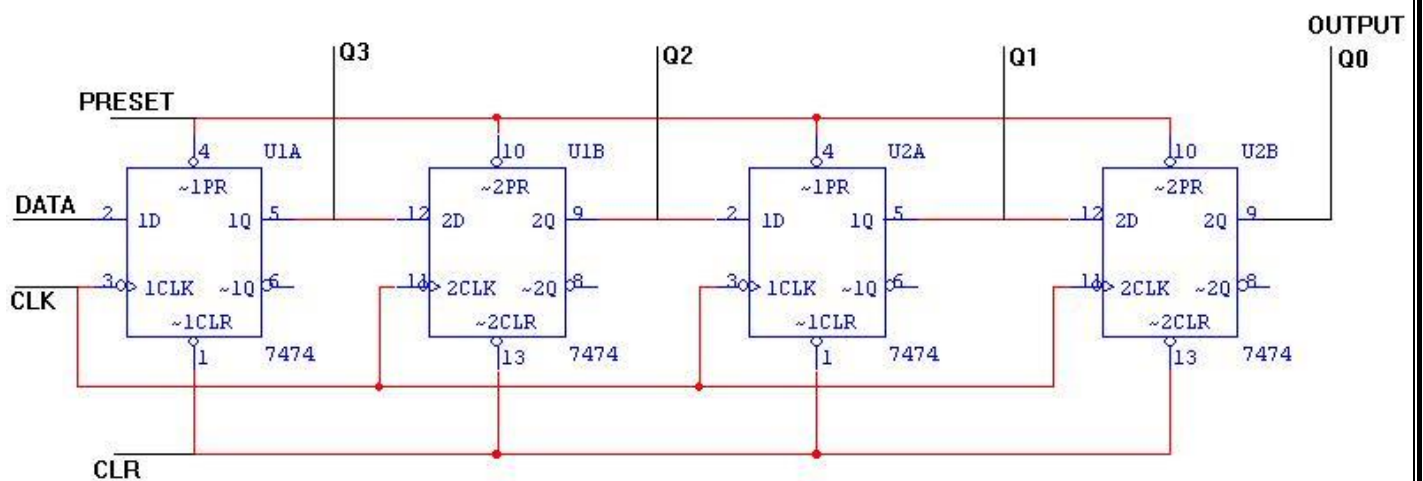 OUTPUT
Q3
Q2
Q1
Q0
PRESET
4 U1A
10 U1B
4 U2A
10 U2B
~1PR
~2PR
~1PR
~2PR
DATA
2 1D 1Q 5
12 2D 2Q 9
2 1D 1Q 5
12 2D 2Q 9
CLK
3 1CLK ~1Q 6
11 2CLK ~2Q 8
3 1CLK ~1Q 6
11 2CLK ~2Q 8
~1CLR
~2CLR
~1CLR
~2CLR
1 7474
13 7474
1 7474
13 7474
CLR